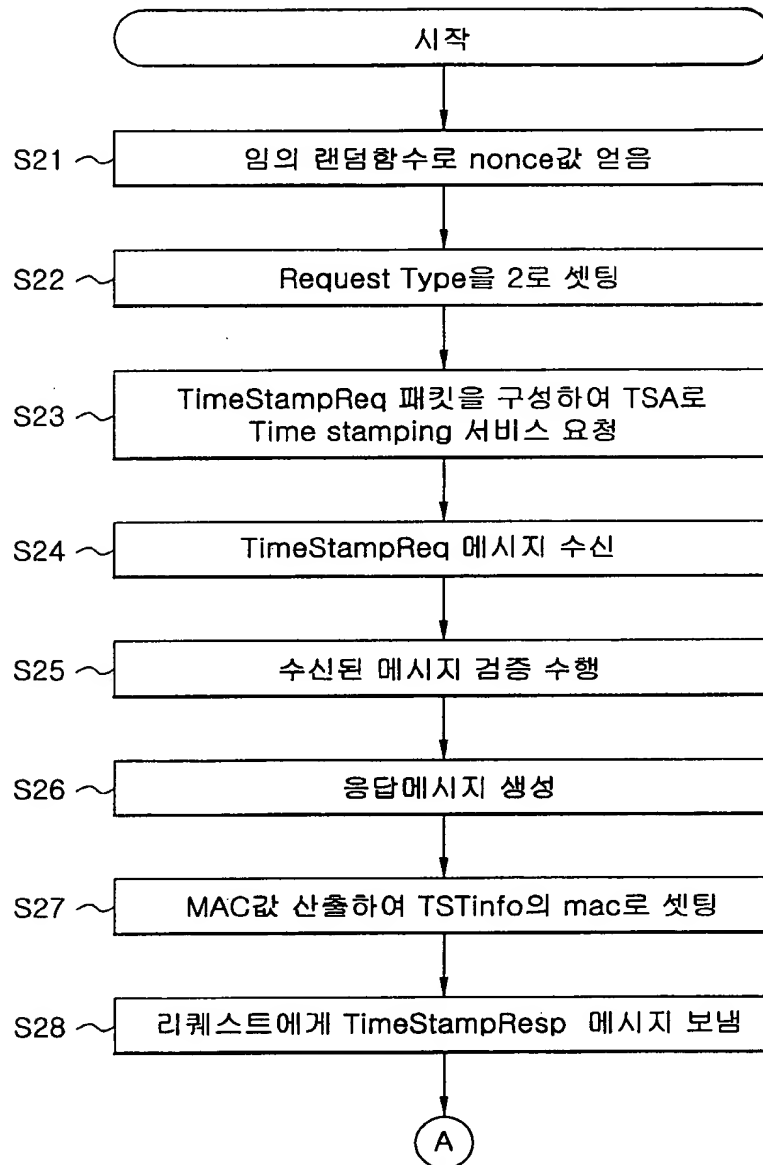 시작
S21 임의 랜덤함수로 nonce값 얻음
S22 Request Type을 2로 셋팅
S23 TimeStampReq 패킷을 구성하여 TSA로
Time stamping 서비스 요청
S24 TimeStampReq 메시지 수신
S25 수신된 메시지 검증 수행
S26 응답메시지 생성
S27 MAC값 산출하여 TSTinfo의 mac로 셋팅
S28 리퀘스트에게 TimeStampResp 메시지 보냄
A